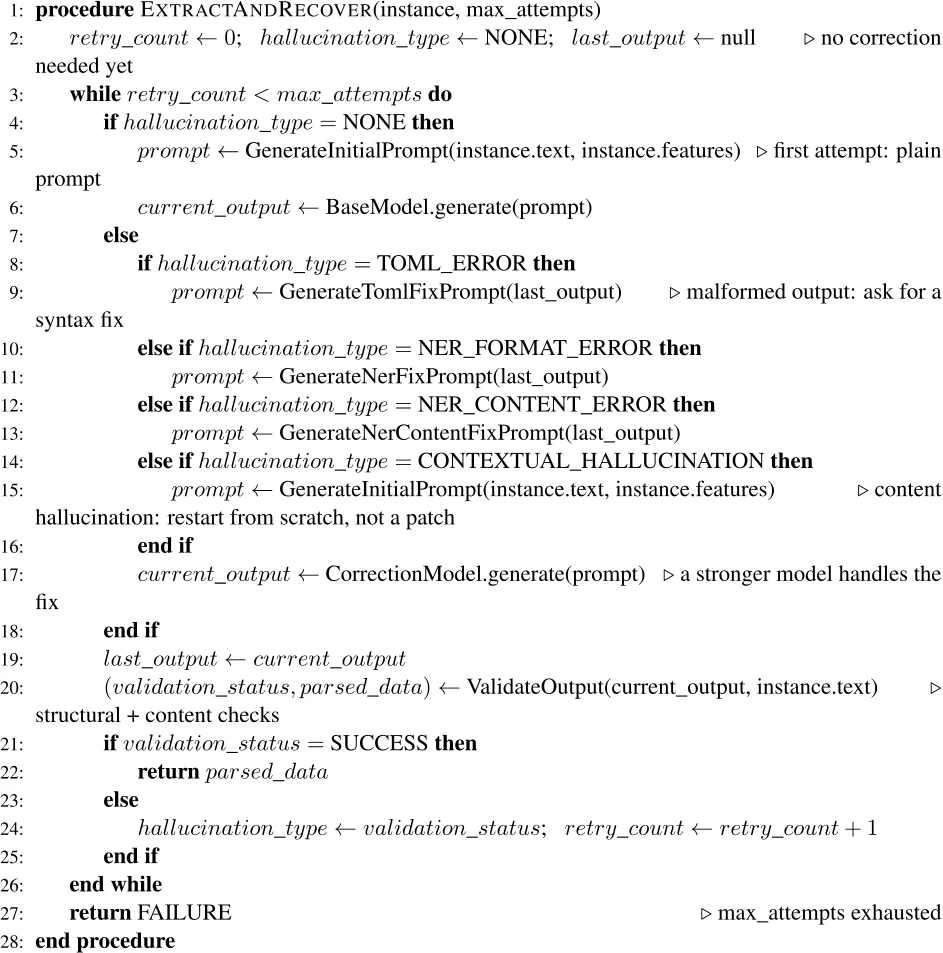 1: procedure EXTRACTANDRECOVER(instance, max_attempts)
2: retry_count ← 0; hallucination_type ← NONE; last_output ← null ▷ no correction
needed yet
3: while retry_count < max_attempts do
4: if hallucination_type = NONE then
5: prompt ← GenerateInitialPrompt(instance.text, instance.features) ▷ first attempt: plain
prompt
6: current_output ← BaseModel.generate(prompt)
7: else
8: if hallucination_type = TOML_ERROR then
9: prompt ← GenerateTomlFixPrompt(last_output) ▷ malformed output: ask for a
syntax fix
10: else if hallucination_type = NER_FORMAT_ERROR then
11: prompt ← GenerateNerFixPrompt(last_output)
12: else if hallucination_type = NER_CONTENT_ERROR then
13: prompt ← GenerateNerContentFixPrompt(last_output)
14: else if hallucination_type = CONTEXTUAL_HALLUCINATION then
15: prompt ← GenerateInitialPrompt(instance.text, instance.features) ▷ content
hallucination: restart from scratch, not a patch
16: end if
17: current_output ← CorrectionModel.generate(prompt) ▷ a stronger model handles the
fix
18: end if
19: last_output ← current_output
20: (validation_status, parsed_data) ← ValidateOutput(current_output, instance.text) ▷
structural + content checks
21: if validation_status = SUCCESS then
22: return parsed_data
23: else
24: hallucination_type ← validation_status; retry_count ← retry_count + 1
25: end if
26: end while
27: return FAILURE ▷ max_attempts exhausted
28: end procedure